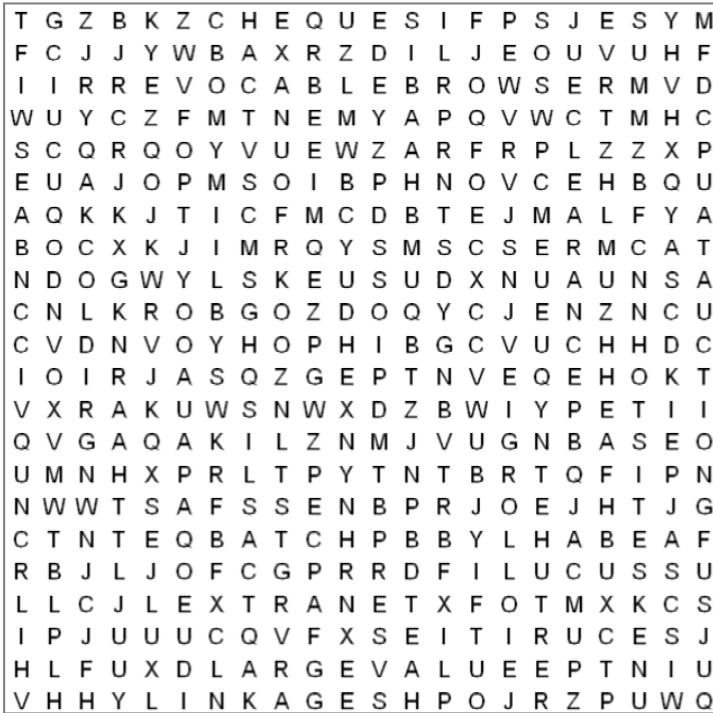 T G Z B K Z C H E Q U E S I F P S J E S Y M
F C J J Y W B A X R Z D I L J E O U V U H F
I I R R E V O C A B L E B R O W S E R M V D
W U Y C Z F M T N E M Y A P Q V W C T M H C
S C Q R Q O Y V U E W Z A R F R P L Z Z X P
E U A J O P M S O I B P H N O V C E H B Q U
A Q K K J T I C F M C D B T E J M A L F Y A
B O C X K J I M R Q Y S M S C S E R M C A T
N D O G W Y L S K E U S U D X N U A U N S A
C N L K R O B G O Z D O Q Y C J E N Z N C U
C V D N V O Y H O P H I B G C V U C H H D C
I O I R J A S Q Z G E P T N V E Q E H O K T
V X R A K U W S N W X D Z B W I Y P E T I I
Q V G A Q A K I L Z N M J V U G N B A S E O
U M N H X P R L T P Y T N T B R T Q F I P N
N W W T S A F S S E N B P R J O E J H T J G
C T N T E Q B A T C H P B B Y L H A B E A F
R B J L J O F C G P R R D F I L U C U S S U
L L C J L E X T R A N E T X F O T M X K C S
I P J U U U C Q V F X S E I T I R U C E S J
H L F U X D L A R G E V A L U E E P T N I U
V H H Y L I N K A G E S H P O J R Z P U W Q